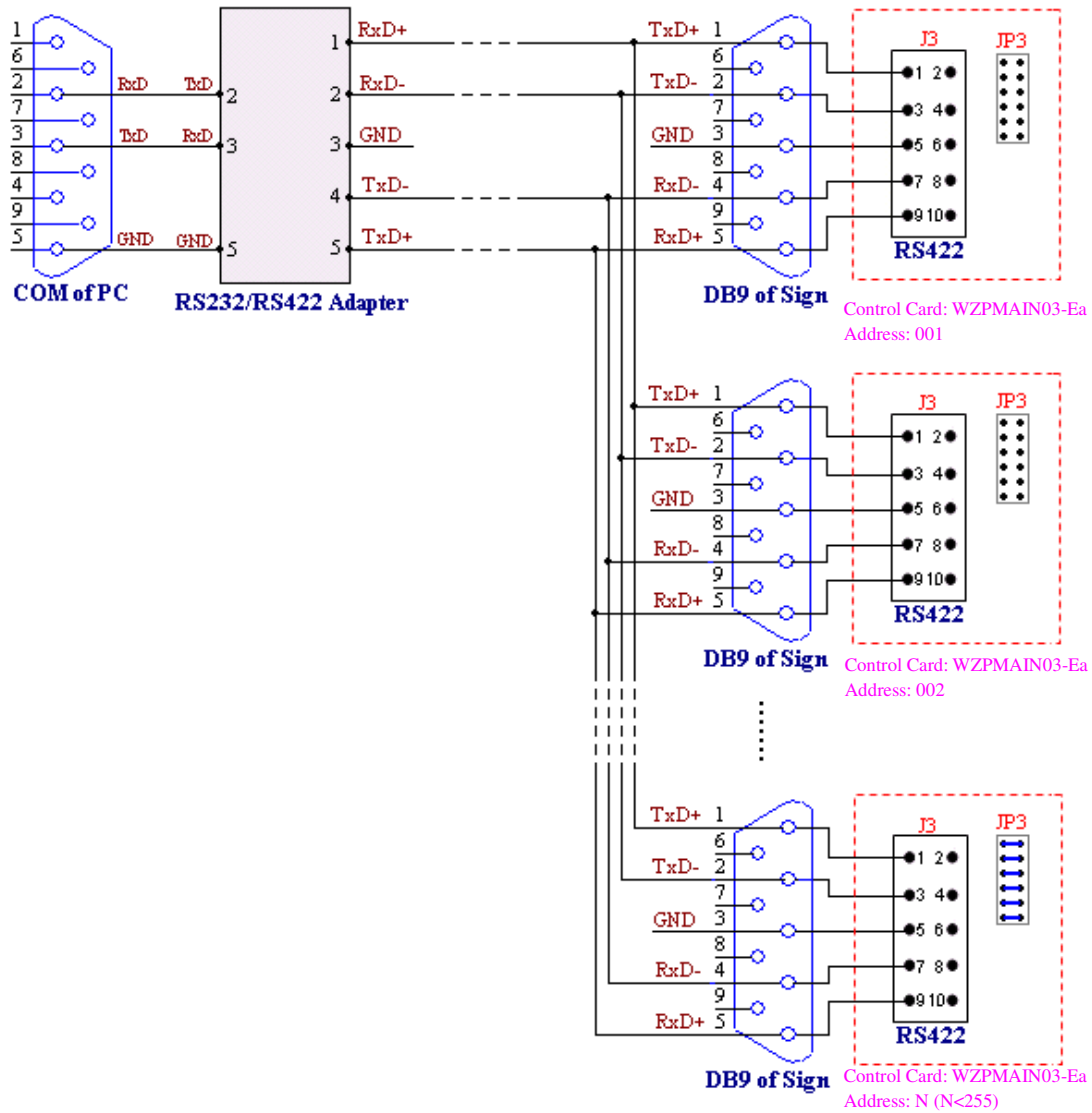 1
6
2
7
3
8
4
9
5
RxD TxD
TxD RxD
GND GND
COM of PC
2
3
5
1
2
3
4
5
RS232/RS422 Adapter
RxD+
RxD-
GND
TxD-
TxD+
TxD+ 1
6
TxD- 2
7
GND 3
8
RxD- 4
9
RxD+ 5
DB9 of Sign
J3
1 2
3 4
5 6
7 8
9 10
RS422
JP3
Control Card: WZPMAIN03-Ea
Address: 001
TxD+ 1
6
TxD- 2
7
GND 3
8
RxD- 4
9
RxD+ 5
DB9 of Sign
J3
1 2
3 4
5 6
7 8
9 10
RS422
JP3
Control Card: WZPMAIN03-Ea
Address: 002
TxD+ 1
6
TxD- 2
7
GND 3
8
RxD- 4
9
RxD+ 5
DB9 of Sign
J3
1 2
3 4
5 6
7 8
9 10
RS422
JP3
Control Card: WZPMAIN03-Ea
Address: N (N<255)